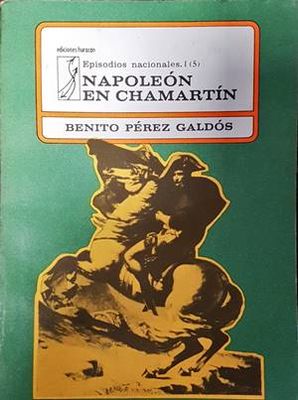 ediciones huracán
Episodios nacionales. I (5)
NAPOLEÓN
EN CHAMARTÍN
BENITO PÉREZ GALDÓS